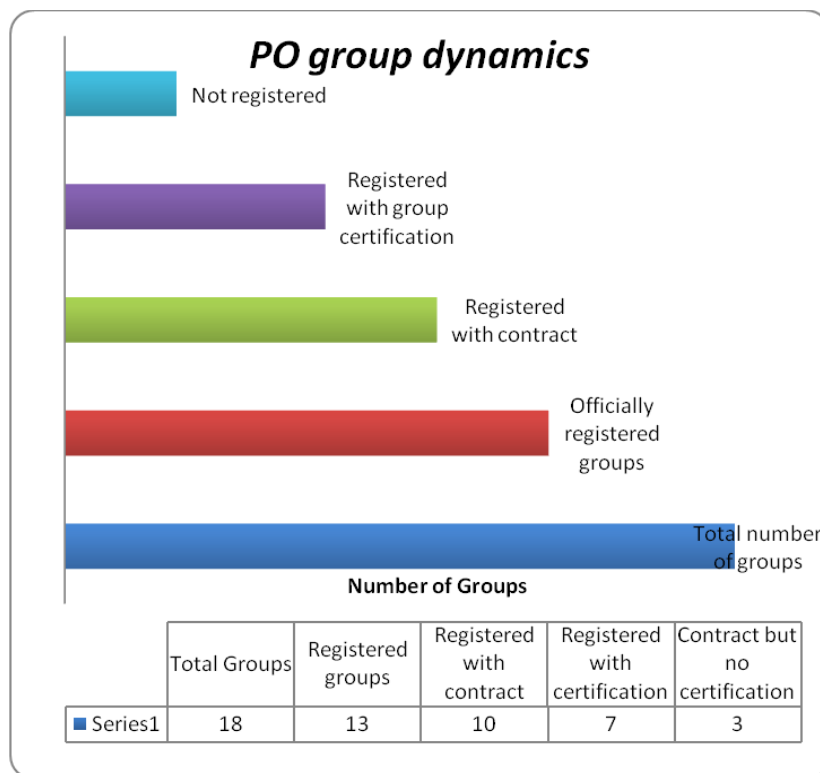 PO group dynamics
Not registered
Registered
with group
certification
Registered
with contract
Officially
registered
groups
Total number
of groups
Number of Groups
Total Groups
Registered
groups
Registered
with
contract
Registered
with
certification
Contract but
no
certification
Series1 18 13 10 7 3